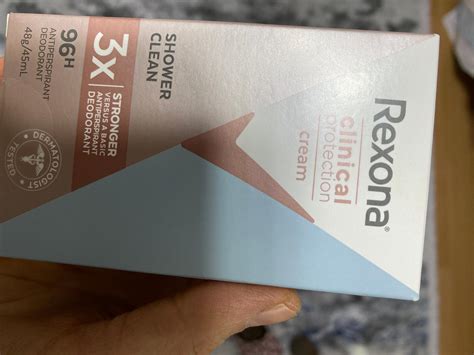 Rexona®
clinical
protection
cream
SHOWER
CLEAN
3x
STRONGER
VERSUS A BASIC
ANTIPERSPIRANT
DEODORANT
96H
ANTIPERSPIRANT
DEODORANT
48g/45mL
DERMATOLOGIST
TESTED